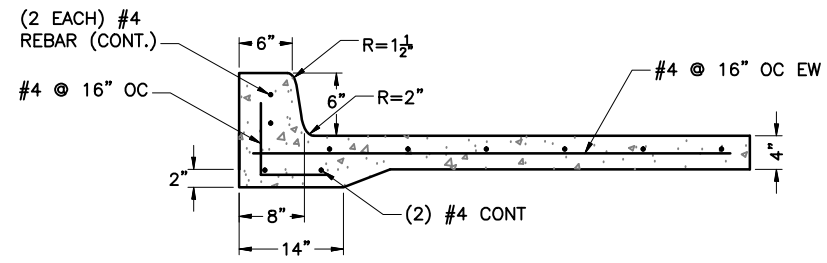 (2 EACH) #4
REBAR (CONT.)
6"
R=1½"
#4 @ 16" OC
#4 @ 16" OC EW
6"
R=2"
4"
2"
8"
(2) #4 CONT
14"